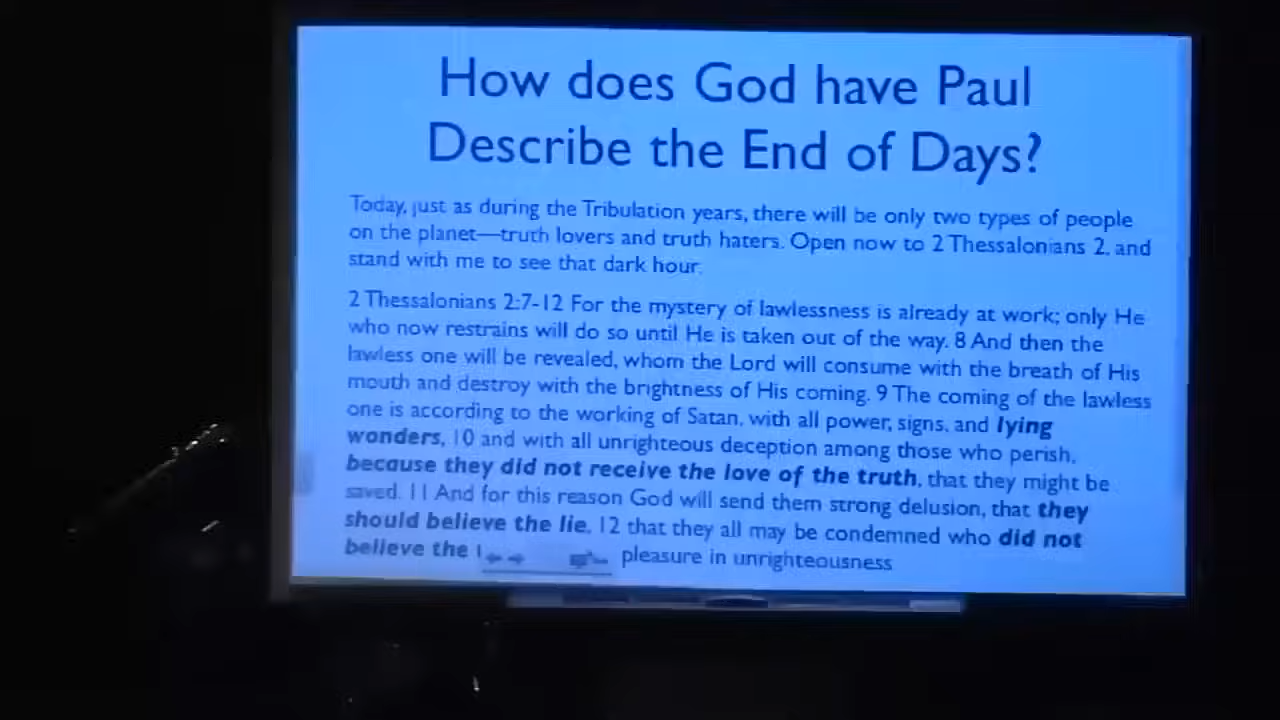 How does God have Paul
Describe the End of Days?
Today, just as during the Tribulation years, there will be only two types of people
on the planet—truth lovers and truth haters. Open now to 2 Thessalonians 2, and
stand with me to see that dark hour.
2 Thessalonians 2:7-12 For the mystery of lawlessness is already at work; only He
who now restrains will do so until He is taken out of the way. 8 And then the
lawless one will be revealed, whom the Lord will consume with the breath of His
mouth and destroy with the brightness of His coming. 9 The coming of the lawless
one is according to the working of Satan, with all power, signs, and lying
wonders, 10 and with all unrighteous deception among those who perish,
because they did not receive the love of the truth, that they might be
saved. 11 And for this reason God will send them strong delusion, that they
should believe the lie, 12 that they all may be condemned who did not
believe the pleasure in unrighteousness